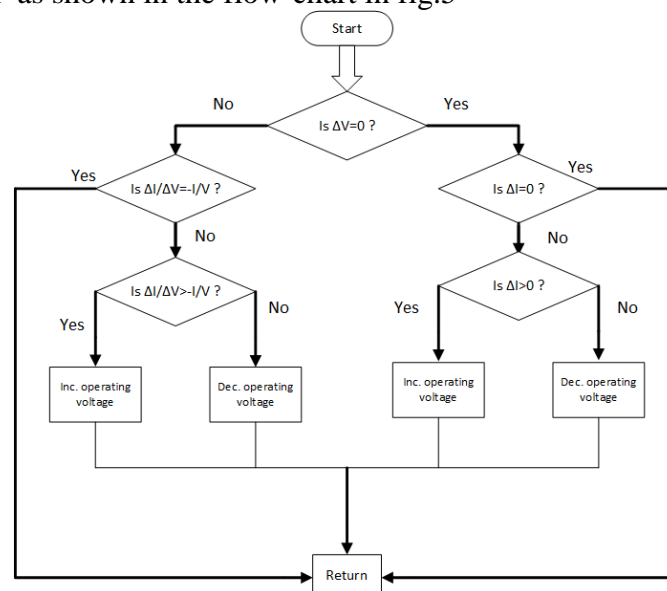 as shown in the flow chart in fig.3
Start
No
Yes
Is ΔV=0 ?
Yes
Is ΔI/ΔV=-I/V ?
Is ΔI=0 ?
Yes
No
No
Is ΔI/ΔV>-I/V ?
Is ΔI>0 ?
Yes
No
Yes
No
Inc. operating
voltage
Dec. operating
voltage
Inc. operating
voltage
Dec. operating
voltage
Return